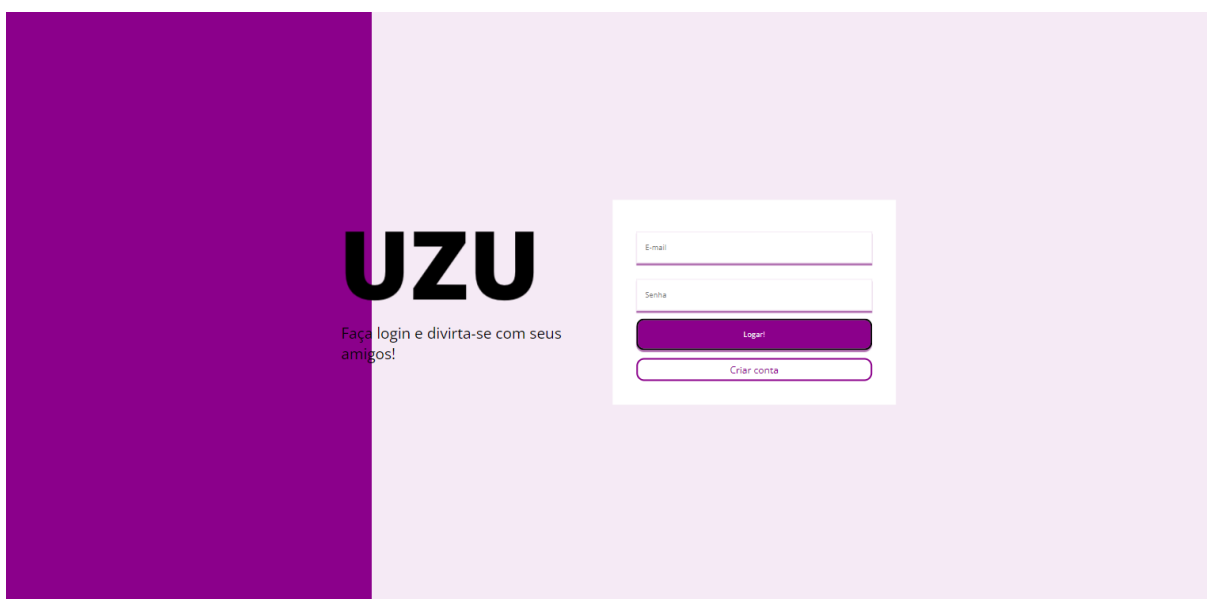 UZU
Faça login e divirta-se com seus
amigos!
E-mail
Senha
Logar!
Criar conta